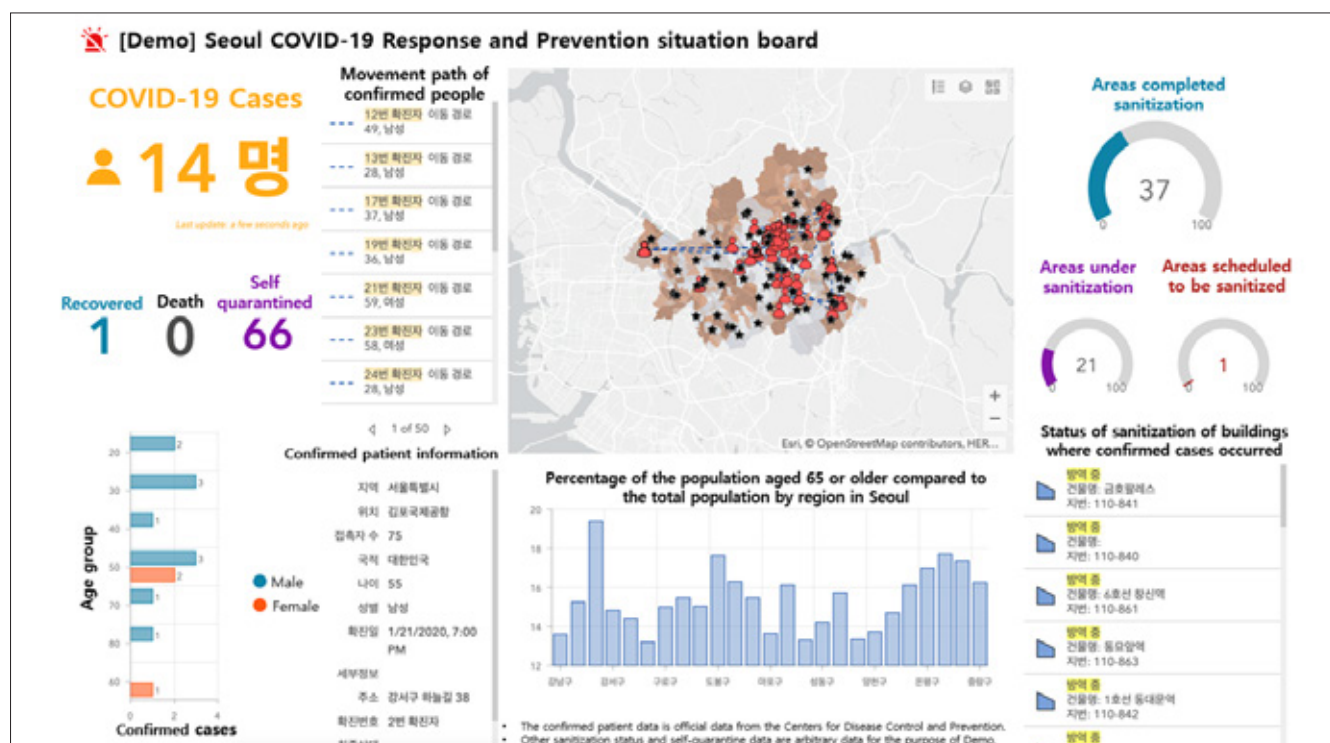 [Demo] Seoul COVID-19 Response and Prevention situation board
COVID-19 Cases
14 명
Last update: a few seconds ago
Recovered
1
Death
0
Self
quarantined
66
Movement path of
confirmed people
12번 확진자 이동 경로
49, 남성
13번 확진자 이동 경로
28, 남성
17번 확진자 이동 경로
37, 남성
19번 확진자 이동 경로
36, 남성
21번 확진자 이동 경로
59, 여성
23번 확진자 이동 경로
58, 여성
24번 확진자 이동 경로
28, 남성
Esri, © OpenStreetMap contributors, HER...
Areas completed
sanitization
37
0 100
Areas under
sanitization
21
0 100
Areas scheduled
to be sanitized
1
0 100
Age group
20
30
40
50
70
80
60
2
3
1
3
2
1
1
1
0 2 4
Confirmed cases
Male
Female
1 of 50
Confirmed patient information
지역 서울특별시
위치 김포국제공항
접촉자 수 75
국적 대한민국
나이 55
성별 남성
확진일 1/21/2020, 7:00
PM
세부정보
주소 강서구 하늘길 38
확진번호 2번 확진자
Percentage of the population aged 65 or older compared to
the total population by region in Seoul
20
18
16
14
12
강남구 강서구 구로구 도봉구 마포구 성동구 양천구 은평구 중랑구
• The confirmed patient data is official data from the Centers for Disease Control and Prevention.
• Other sanitization status and self-quarantine data are arbitrary data for the purpose of Demo.
Status of sanitization of buildings
where confirmed cases occurred
방역 중
건물명: 금호팔레스
지번: 110-841
방역 중
건물명:
지번: 110-840
방역 중
건물명: 6호선 창신역
지번: 110-861
방역 중
건물명: 동묘앞역
지번: 110-863
방역 중
건물명: 1호선 동대문역
지번: 110-842
방역 중